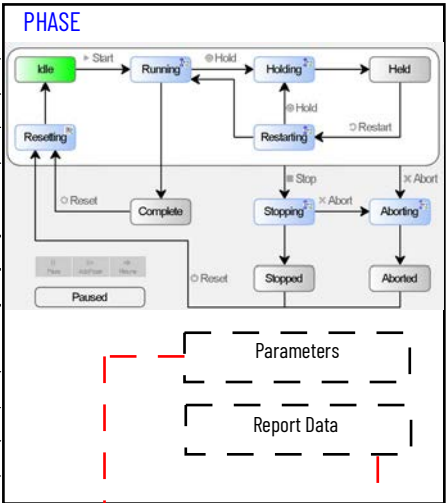 PHASE
Idle
Start
Running
Hold
Holding
Held
Hold
Resetting
Restarting
Restart
Stop
Abort
Reset
Complete
Stopping
Abort
Aborting
Reset
Stopped
Aborted
Paused
Parameters
Report Data